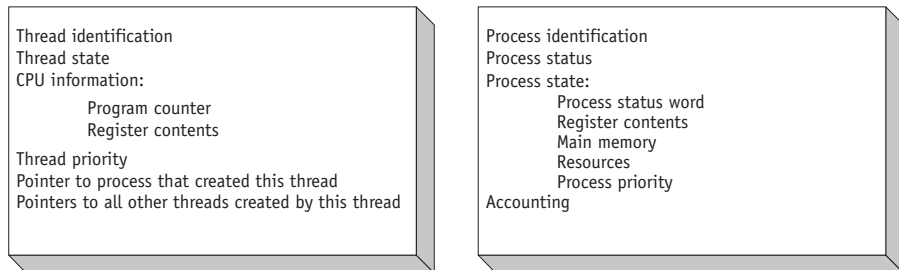 Thread identification
Thread state
CPU information:
Program counter
Register contents
Thread priority
Pointer to process that created this thread
Pointers to all other threads created by this thread
Process identification
Process status
Process state:
Process status word
Register contents
Main memory
Resources
Process priority
Accounting